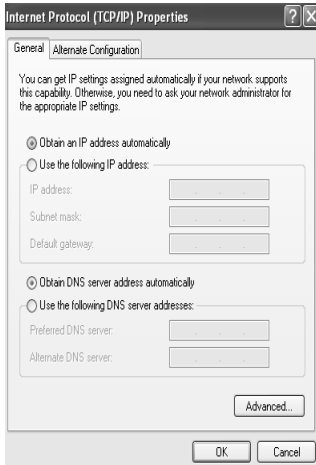 Internet Protocol (TCP/IP) Properties
General Alternate Configuration
You can get IP settings assigned automatically if your network supports
this capability. Otherwise, you need to ask your network administrator for
the appropriate IP settings.
Obtain an IP address automatically
Use the following IP address:
IP address:
Subnet mask:
Default gateway:
Obtain DNS server address automatically
Use the following DNS server addresses:
Preferred DNS server:
Alternate DNS server:
Advanced...
OK Cancel